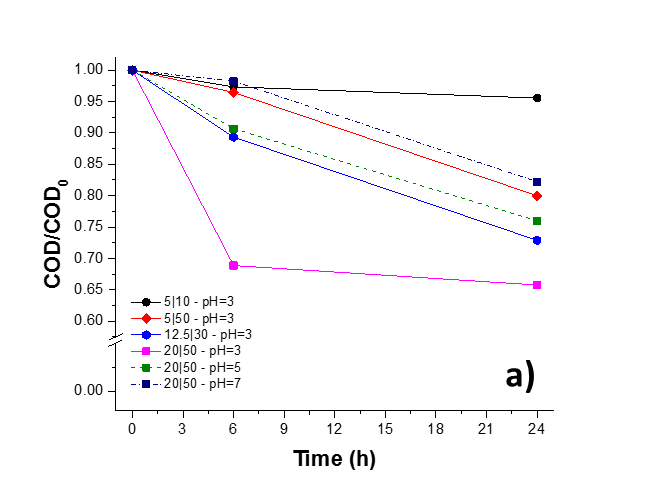 1.00
0.95
0.90
0.85
0.80
0.75
0.70
0.65
0.60
0.00
COD/COD0
5|10 - pH=3
5|50 - pH=3
12.5|30 - pH=3
20|50 - pH=3
20|50 - pH=5
20|50 - pH=7
a)
0 3 6 9 12 15 18 21 24
Time (h)